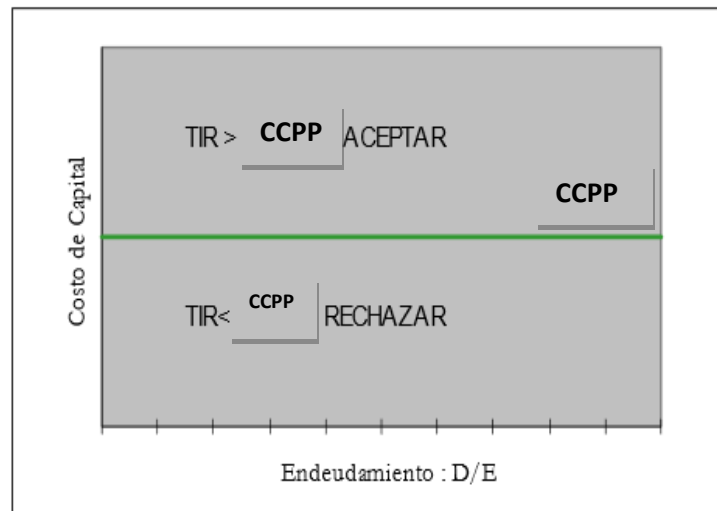 TIR > CCPP ACEPTAR
CCPP
Costo de Capital
TIR< CCPP RECHAZAR
Endeudamiento : D/E